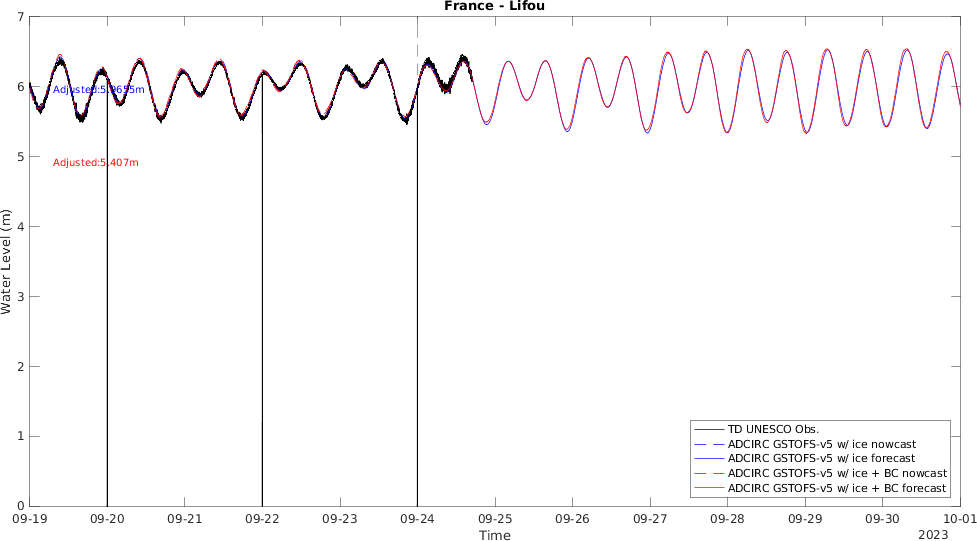 France - Lifou
7
6
5
4
3
2
1
0
Water Level (m)
Adjusted:5.9655m
Adjusted:5.407m
TD UNESCO Obs.
ADCIRC GSTOFS-v5 w/ ice nowcast
ADCIRC GSTOFS-v5 w/ ice forecast
ADCIRC GSTOFS-v5 w/ ice + BC nowcast
ADCIRC GSTOFS-v5 w/ ice + BC forecast
09-19 09-20 09-21 09-22 09-23 09-24 09-25 09-26 09-27 09-28 09-29 09-30 10-01
Time
2023